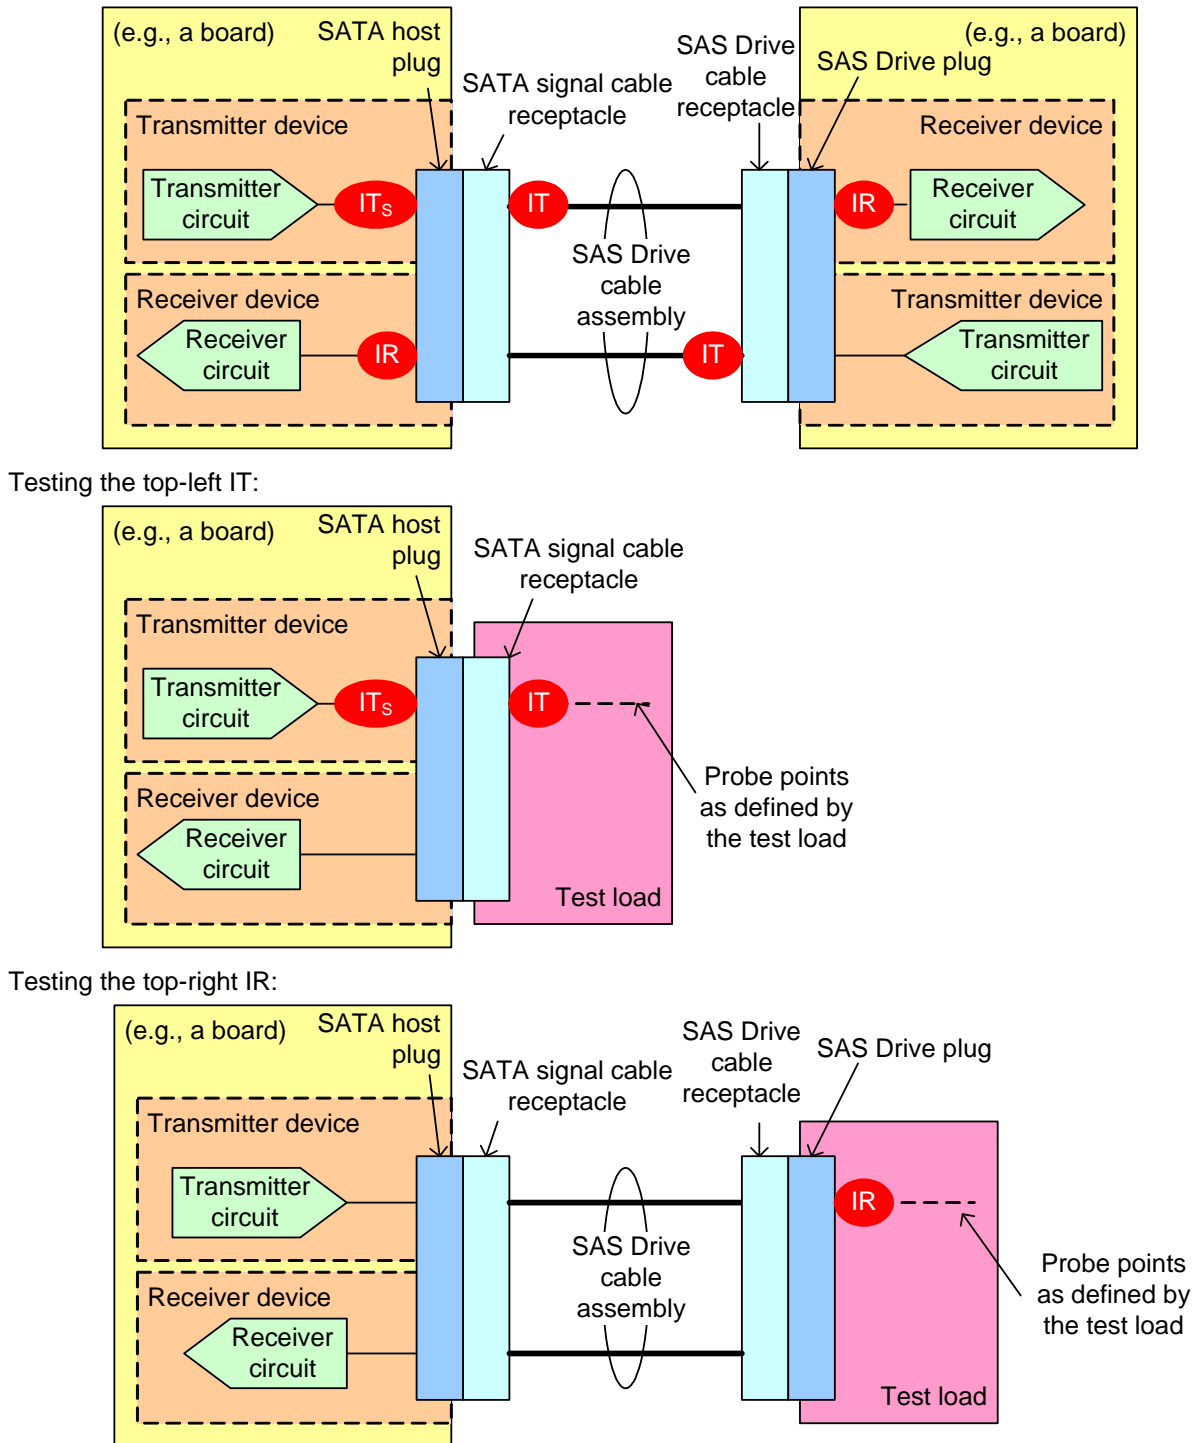 (e.g., a board)
SATA host
plug
SATA signal cable
receptacle
SAS Drive
cable
receptacle
SAS Drive plug
(e.g., a board)
Transmitter device
Transmitter
circuit
ITS
IT
Receiver device
IR
Receiver
circuit
SAS Drive
cable
assembly
Receiver device
Receiver
circuit
IR
IT
Transmitter device
Transmitter
circuit
Testing the top-left IT:
(e.g., a board)
SATA host
plug
SATA signal cable
receptacle
Transmitter device
Transmitter
circuit
ITS
IT
Probe points
as defined by
the test load
Receiver device
Receiver
circuit
Test load
Testing the top-right IR:
(e.g., a board)
SATA host
plug
SATA signal cable
receptacle
SAS Drive
cable
receptacle
SAS Drive plug
Transmitter device
Transmitter
circuit
IR
SAS Drive
cable
assembly
Probe points
as defined by
the test load
Receiver device
Receiver
circuit
Test load